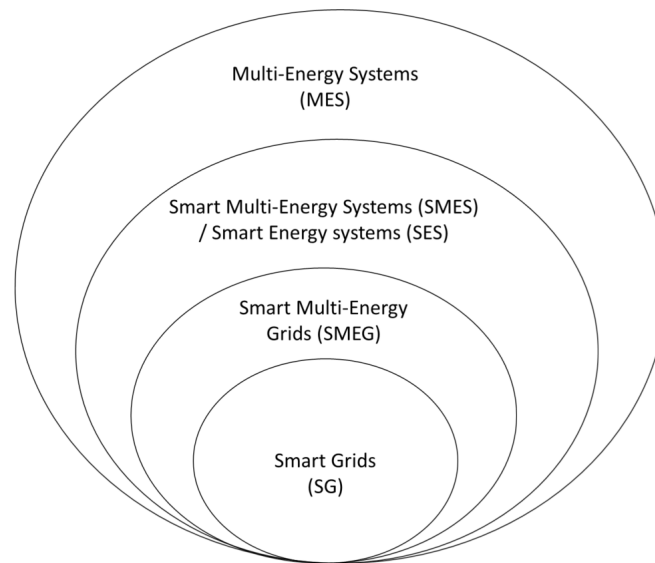 Multi-Energy Systems
(MES)
Smart Multi-Energy Systems (SMES)
/ Smart Energy systems (SES)
Smart Multi-Energy
Grids (SMEG)
Smart Grids
(SG)